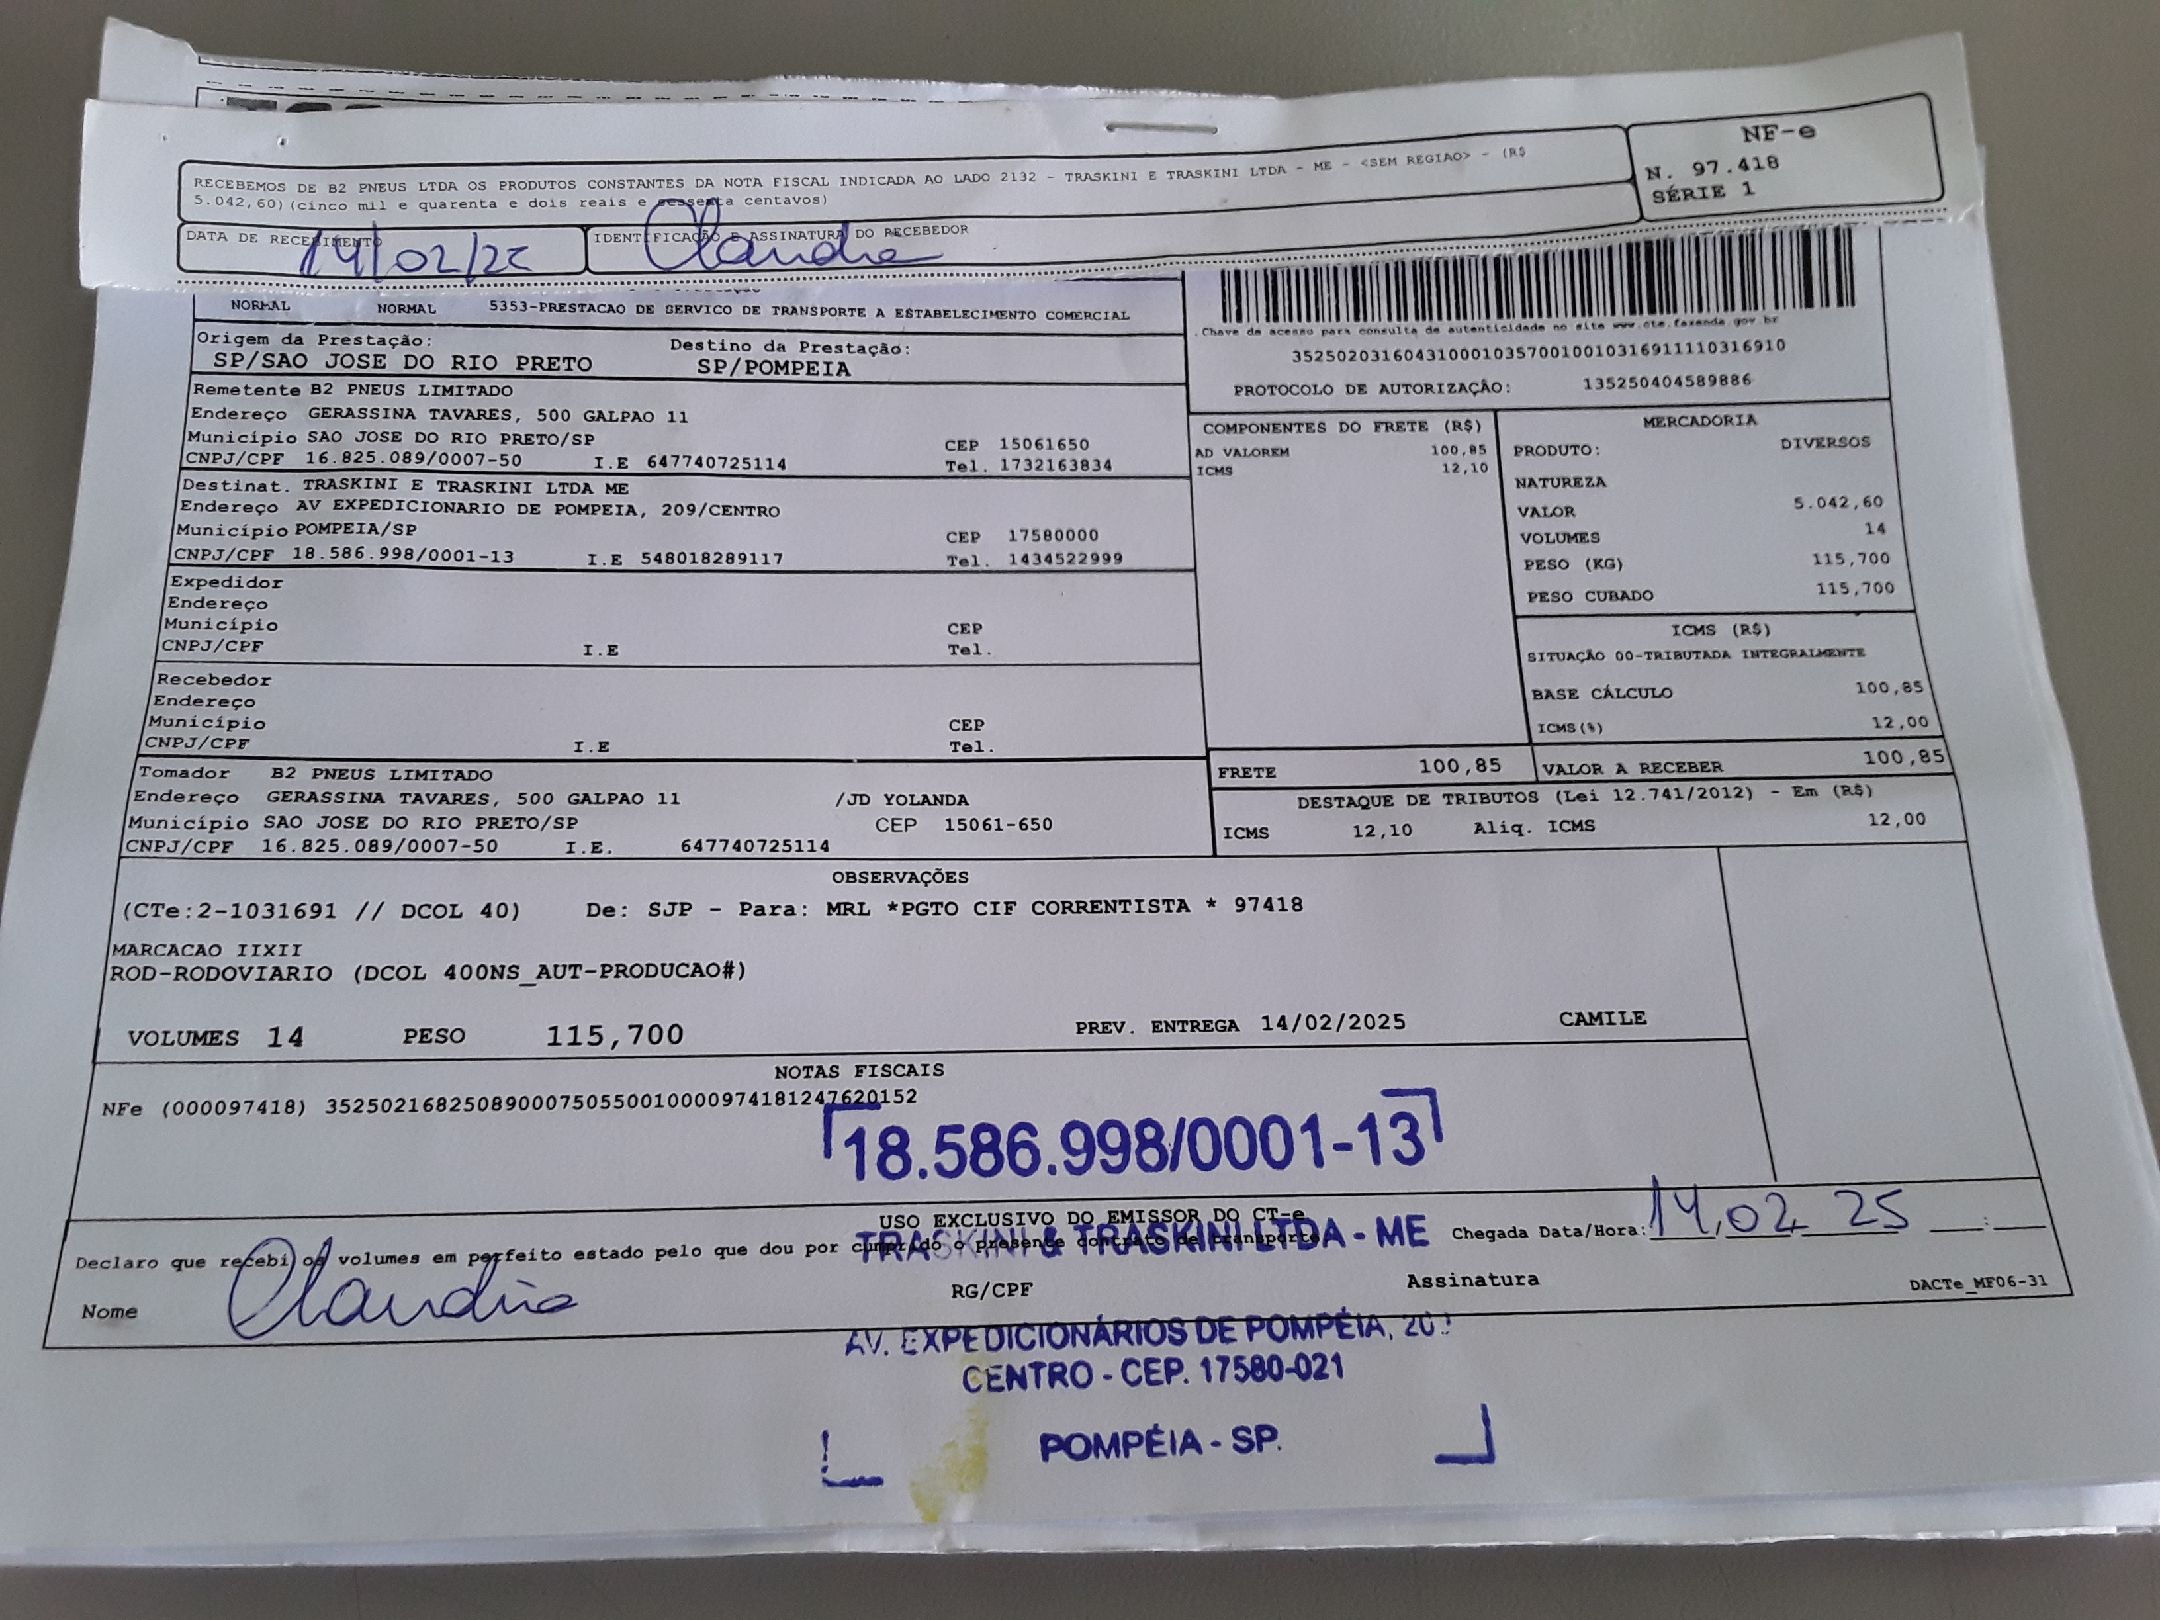 NF-e
N. 97.418
SÉRIE 1
RECEBEMOS DE B2 PNEUS LTDA OS PRODUTOS CONSTANTES DA NOTA FISCAL INDICADA AO LADO 2132 - TRASKINI E TRASKINI LTDA - ME - <SEM REGIAO> - (R$
5.042,60) (cinco mil e quarenta e dois reais e sessenta centavos)
DATA DE RECEBIMENTO
14/02/25
IDENTIFICAÇÃO E ASSINATURA DO RECEBEDOR
Claudia
NORMAL NORMAL 5353-PRESTACAO DE SERVICO DE TRANSPORTE A ESTABELECIMENTO COMERCIAL
Chave de acesso para consulta de autenticidade no site www.cte.fazenda.gov.br
35250203160431000103570010010316911110316910
PROTOCOLO DE AUTORIZAÇÃO: 135250404589886
Origem da Prestação: Destino da Prestação:
SP/SAO JOSE DO RIO PRETO SP/POMPEIA
Remetente B2 PNEUS LIMITADO
Endereço GERASSINA TAVARES, 500 GALPAO 11
Município SAO JOSE DO RIO PRETO/SP CEP 15061650
CNPJ/CPF 16.825.089/0007-50 I.E 647740725114 Tel. 1732163834
Destinat. TRASKINI E TRASKINI LTDA ME
Endereço AV EXPEDICIONARIO DE POMPEIA, 209/CENTRO
Município POMPEIA/SP CEP 17580000
CNPJ/CPF 18.586.998/0001-13 I.E 548018289117 Tel. 1434522999
Expedidor
Endereço
Município CEP
CNPJ/CPF I.E Tel.
Recebedor
Endereço
Município CEP
CNPJ/CPF I.E Tel.
Tomador B2 PNEUS LIMITADO
Endereço GERASSINA TAVARES, 500 GALPAO 11 /JD YOLANDA
Município SAO JOSE DO RIO PRETO/SP CEP 15061-650
CNPJ/CPF 16.825.089/0007-50 I.E. 647740725114
COMPONENTES DO FRETE (R$)
AD VALOREM 100,85
ICMS 12,10
MERCADORIA
PRODUTO: DIVERSOS
NATUREZA
VALOR 5.042,60
VOLUMES 14
PESO (KG) 115,700
PESO CUBADO 115,700
ICMS (R$)
SITUAÇÃO 00-TRIBUTADA INTEGRALMENTE
BASE CÁLCULO 100,85
ICMS(%) 12,00
FRETE 100,85 VALOR A RECEBER 100,85
DESTAQUE DE TRIBUTOS (Lei 12.741/2012) - Em (R$)
ICMS 12,10 Aliq. ICMS 12,00
OBSERVAÇÕES
(CTe:2-1031691 // DCOL 40) De: SJP - Para: MRL *PGTO CIF CORRENTISTA * 97418
MARCACAO IIXII
ROD-RODOVIARIO (DCOL 400NS_AUT-PRODUCAO#)
VOLUMES 14 PESO 115,700 PREV. ENTREGA 14/02/2025 CAMILE
NOTAS FISCAIS
NFe (000097418) 35250216825089000750550010000974181247620152
18.586.998/0001-13
USO EXCLUSIVO DO EMISSOR DO CT-e
TRASKINI & TRASKINI LTDA - ME
Chegada Data/Hora: 14, 02 25 __:__
Declaro que recebi os volumes em perfeito estado pelo que dou por cumprido o presente contrato de transporte
Nome Claudia RG/CPF Assinatura DACTe_MF06-31
AV. EXPEDICIONÁRIOS DE POMPÉIA, 209
CENTRO - CEP. 17580-021
POMPÉIA - SP.